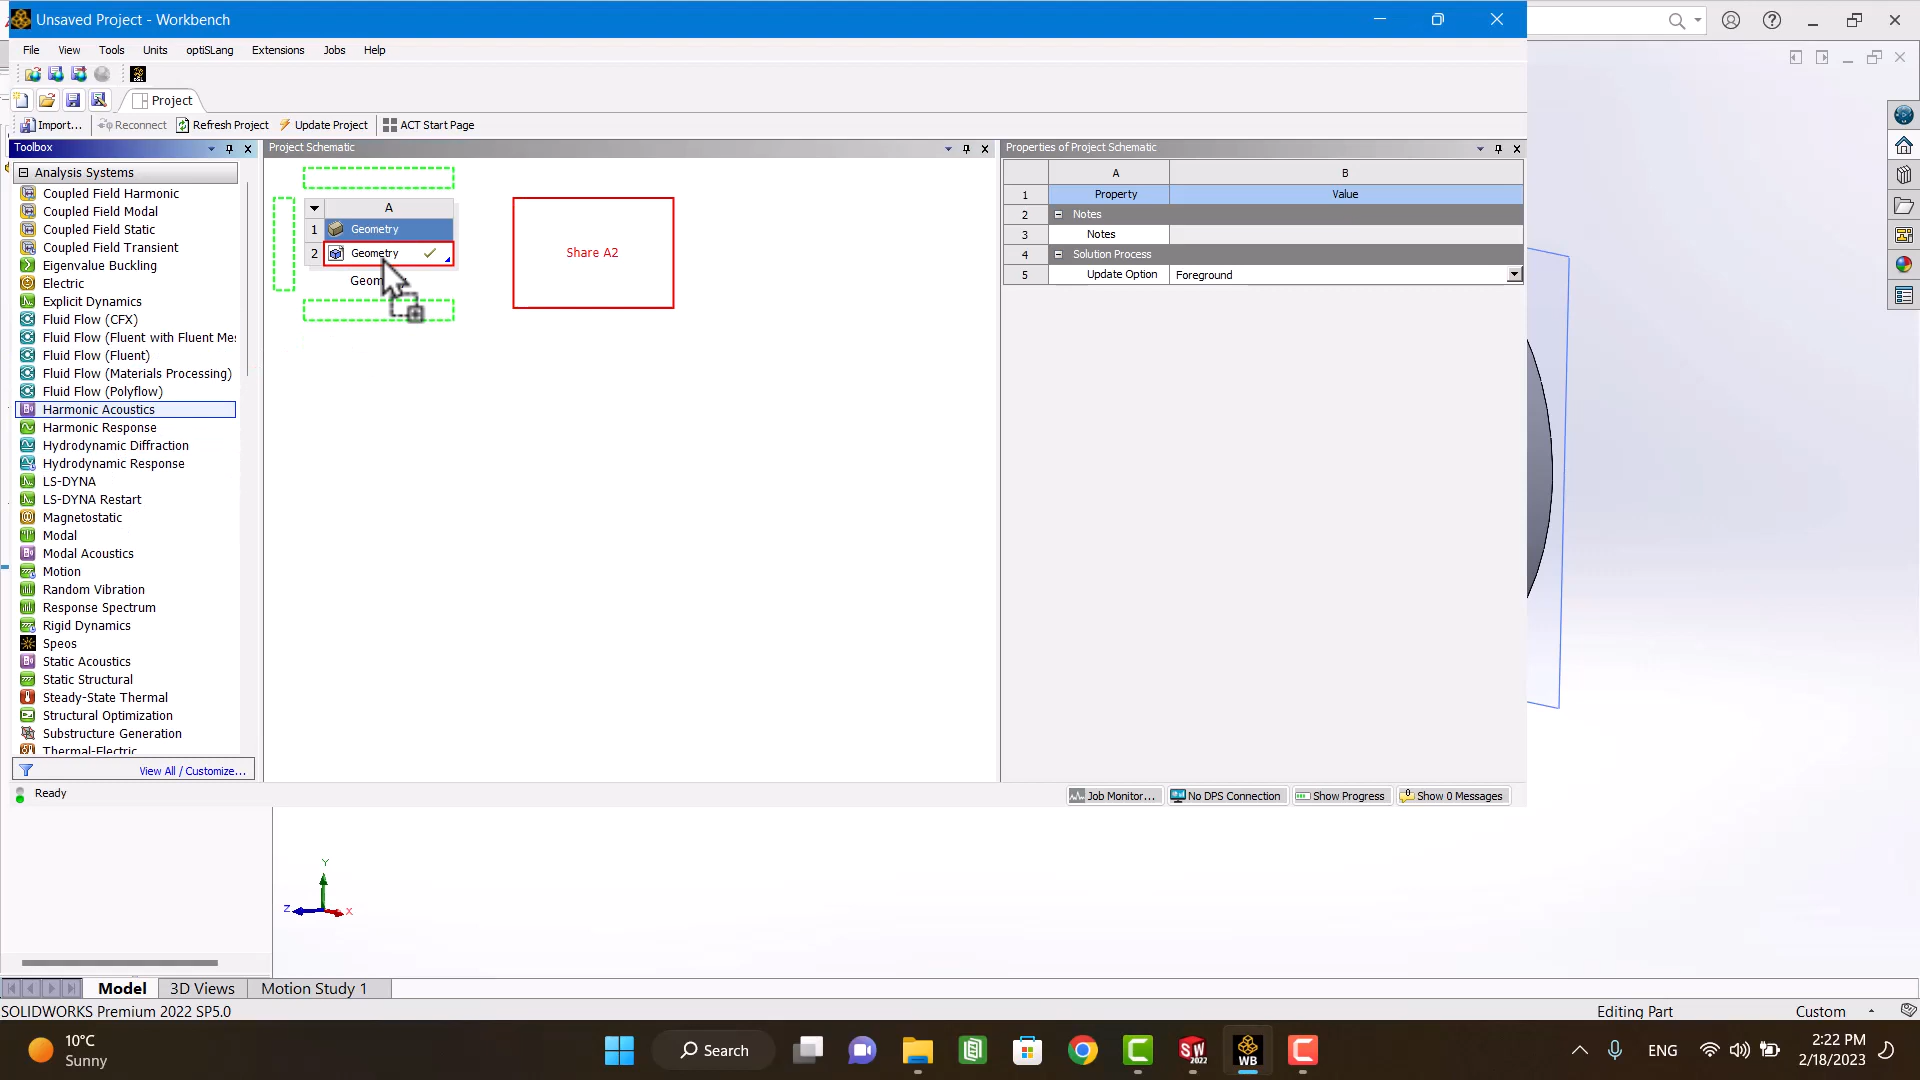 Unsaved Project - Workbench
File View Tools Units optiSLang Extensions Jobs Help
Project
Import... Reconnect Refresh Project Update Project ACT Start Page
Toolbox
Analysis Systems
Coupled Field Harmonic
Coupled Field Modal
Coupled Field Static
Coupled Field Transient
Eigenvalue Buckling
Electric
Explicit Dynamics
Fluid Flow (CFX)
Fluid Flow (Fluent with Fluent Me
Fluid Flow (Fluent)
Fluid Flow (Materials Processing)
Fluid Flow (Polyflow)
Harmonic Acoustics
Harmonic Response
Hydrodynamic Diffraction
Hydrodynamic Response
LS-DYNA
LS-DYNA Restart
Magnetostatic
Modal
Modal Acoustics
Motion
Random Vibration
Response Spectrum
Rigid Dynamics
Speos
Static Acoustics
Static Structural
Steady-State Thermal
Structural Optimization
Substructure Generation
Thermal-Electric
View All / Customize...
Ready
Project Schematic
A
1 Geometry
2 Geometry
Geom
Share A2
Properties of Project Schematic
A B
1 Property Value
2 Notes
3 Notes
4 Solution Process
5 Update Option Foreground
Job Monitor... No DPS Connection Show Progress Show 0 Messages
Y
Z
X
Model 3D Views Motion Study 1
SOLIDWORKS Premium 2022 SP5.0 Editing Part Custom
10°C
Sunny
Search
SW
2022
WB
ENG
2:22 PM
2/18/2023